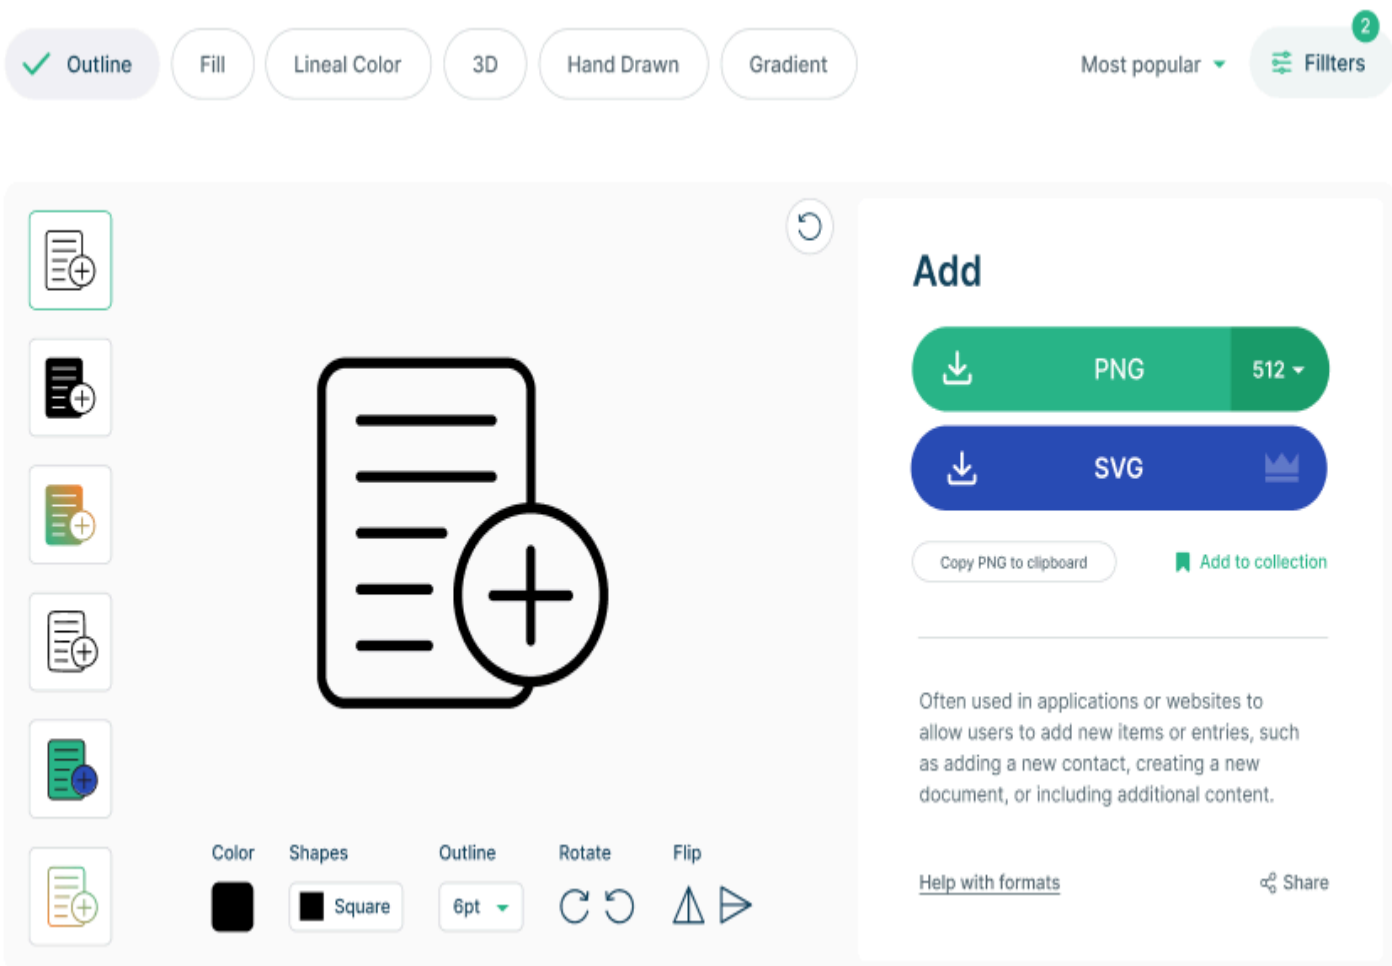 Outline
Fill
Lineal Color
3D
Hand Drawn
Gradient
Most popular
Fillters
2
Add
PNG
512
SVG
Copy PNG to clipboard
Add to collection
Often used in applications or websites to
allow users to add new items or entries, such
as adding a new contact, creating a new
document, or including additional content.
Help with formats
Share
Color
Shapes
Outline
Rotate
Flip
Square
6pt